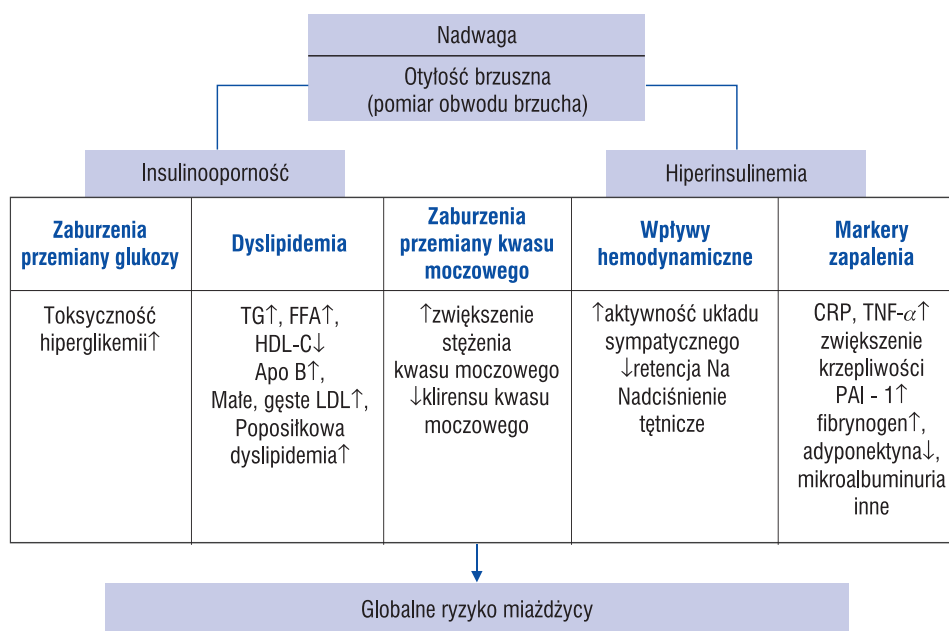 Nadwaga
Otyłość brzuszna
(pomiar obwodu brzucha)
Insulinooporność
Hiperinsulinemia
Zaburzenia
przemiany glukozy
Dyslipidemia
Zaburzenia
przemiany kwasu
moczowego
Wpływy
hemodynamiczne
Markery
zapalenia
Toksyczność
hiperglikemii↑
TG↑, FFA↑,
HDL-C↓
Apo B↑,
Małe, gęste LDL↑,
Poposiłkowa
dyslipidemia↑
↑zwiększenie
stężenia
kwasu moczowego
↓klirensu kwasu
moczowego
↑aktywność układu
sympatycznego
↓retencja Na
Nadciśnienie
tętnicze
CRP, TNF-α↑
zwiększenie
krzepliwości
PAI - 1↑
fibrynogen↑,
adyponektyna↓,
mikroalbuminuria
inne
Globalne ryzyko miażdżycy